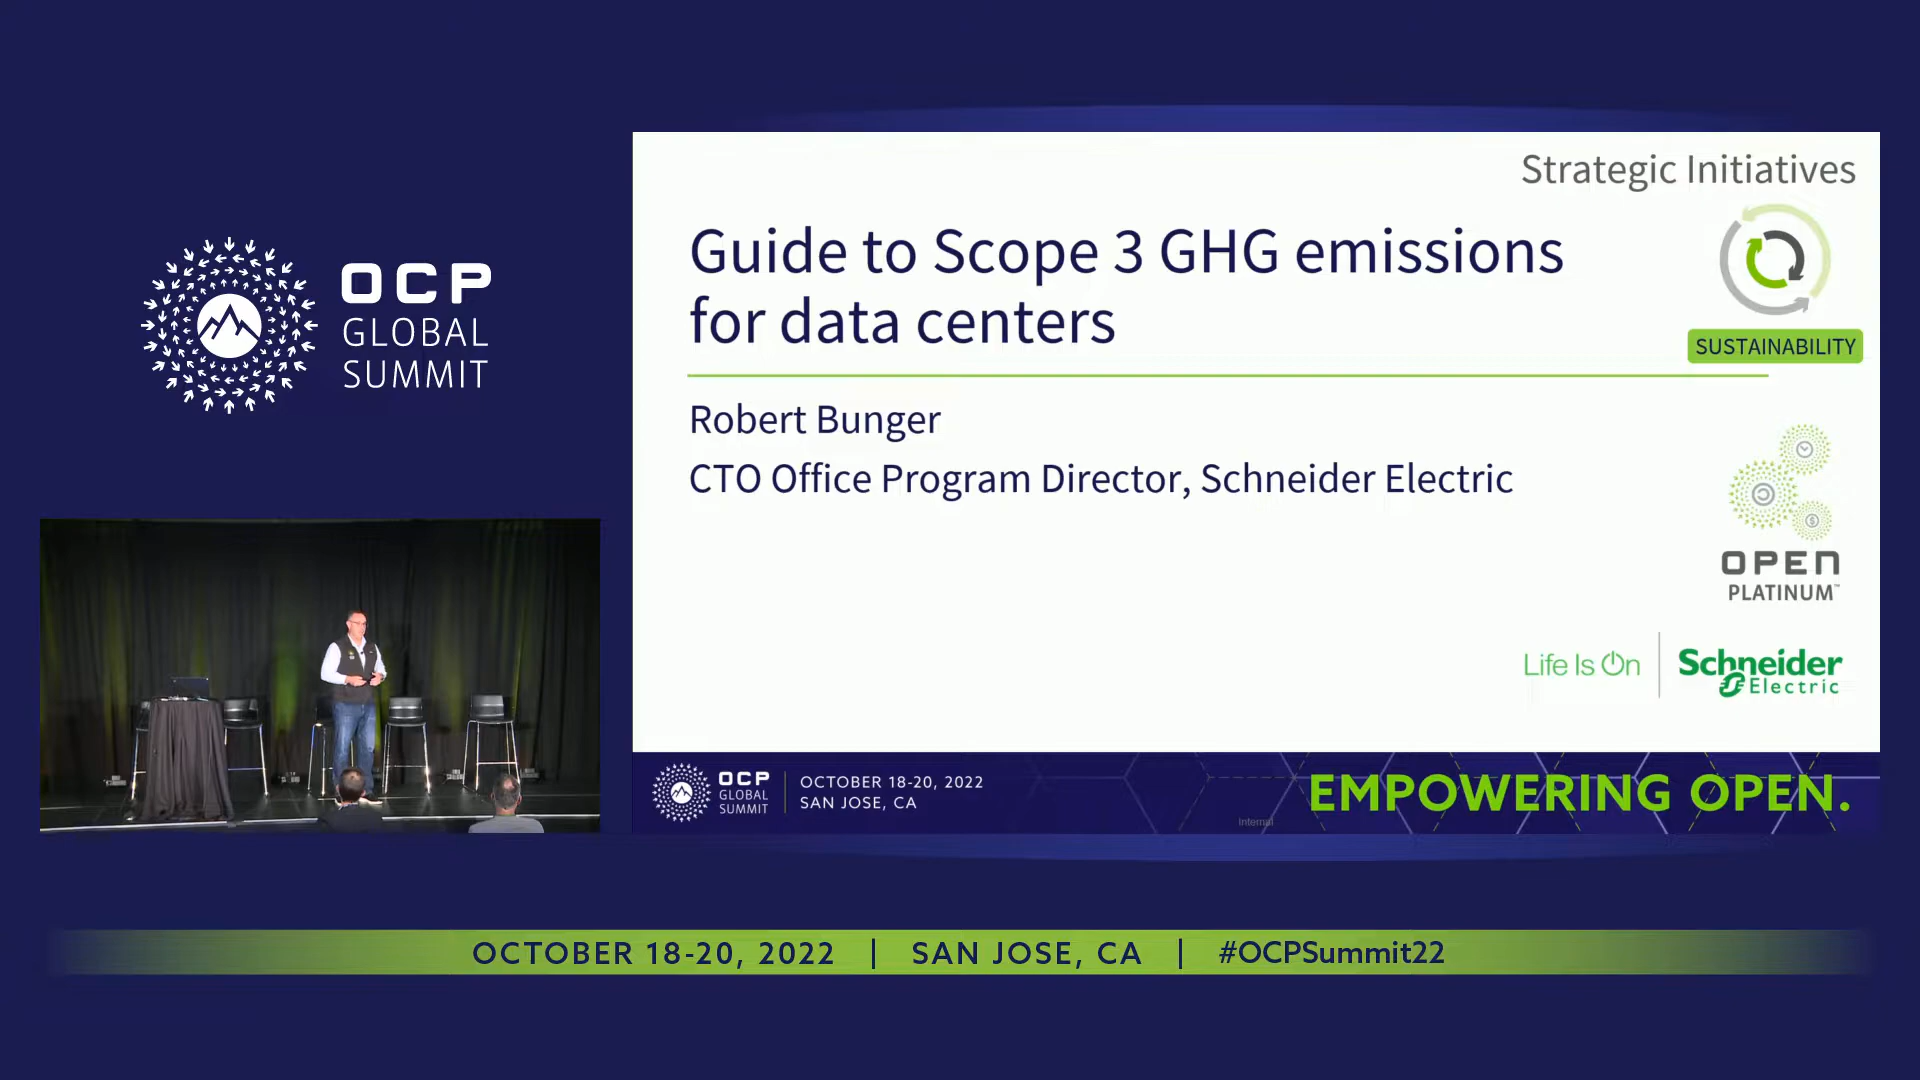 OCP
GLOBAL
SUMMIT
Strategic Initiatives
Guide to Scope 3 GHG emissions
for data centers
SUSTAINABILITY
Robert Bunger
CTO Office Program Director, Schneider Electric
OPEN
PLATINUM™
Life Is On
Schneider
Electric
OCP
GLOBAL
SUMMIT
OCTOBER 18-20, 2022
SAN JOSE, CA
EMPOWERING OPEN.
Internal
OCTOBER 18-20, 2022 | SAN JOSE, CA | #OCPSummit22